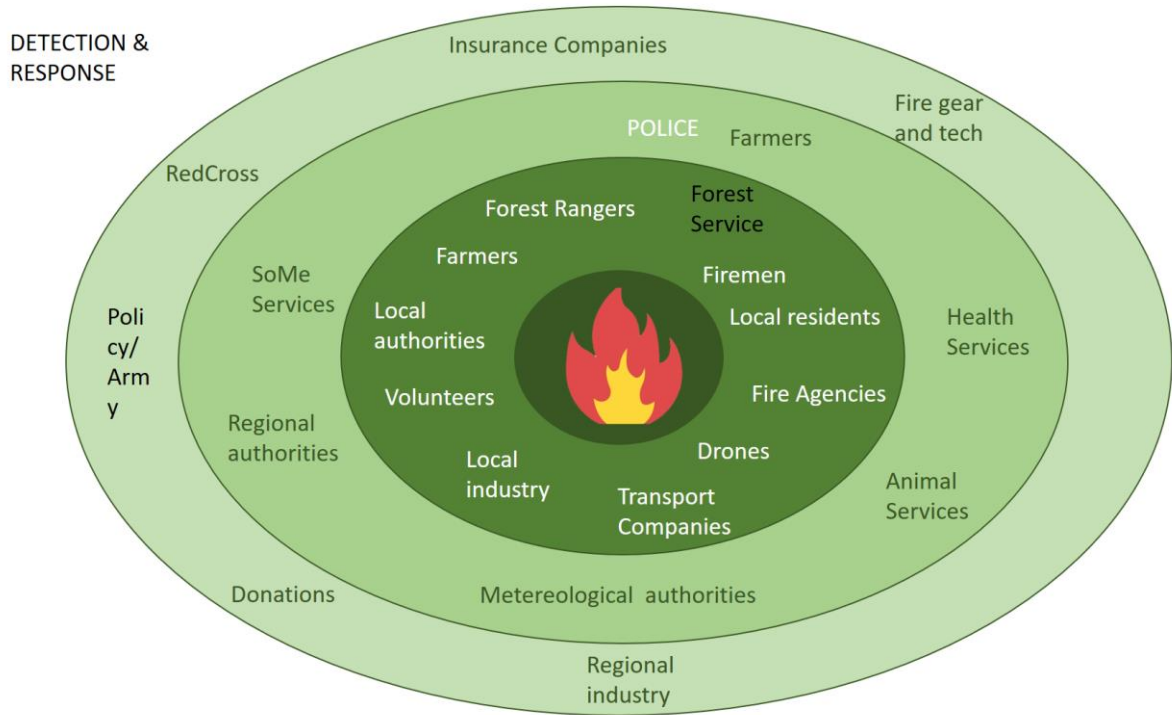 DETECTION &
RESPONSE
Insurance Companies
Fire gear
and tech
POLICE
Farmers
RedCross
Forest Rangers
Forest
Service
Farmers
Firemen
SoMe
Services
Local
authorities
Local residents
Health
Services
Poli
cy/
Arm
y
Volunteers
Fire Agencies
Regional
authorities
Drones
Local
industry
Transport
Companies
Animal
Services
Donations
Metereological authorities
Regional
industry